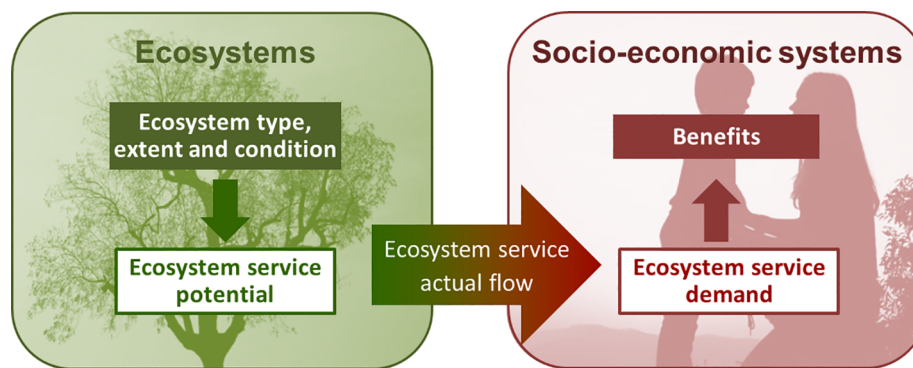 Ecosystems
Ecosystem type,
extent and condition
Ecosystem service
potential
Ecosystem service
actual flow
Socio-economic systems
Benefits
Ecosystem service
demand